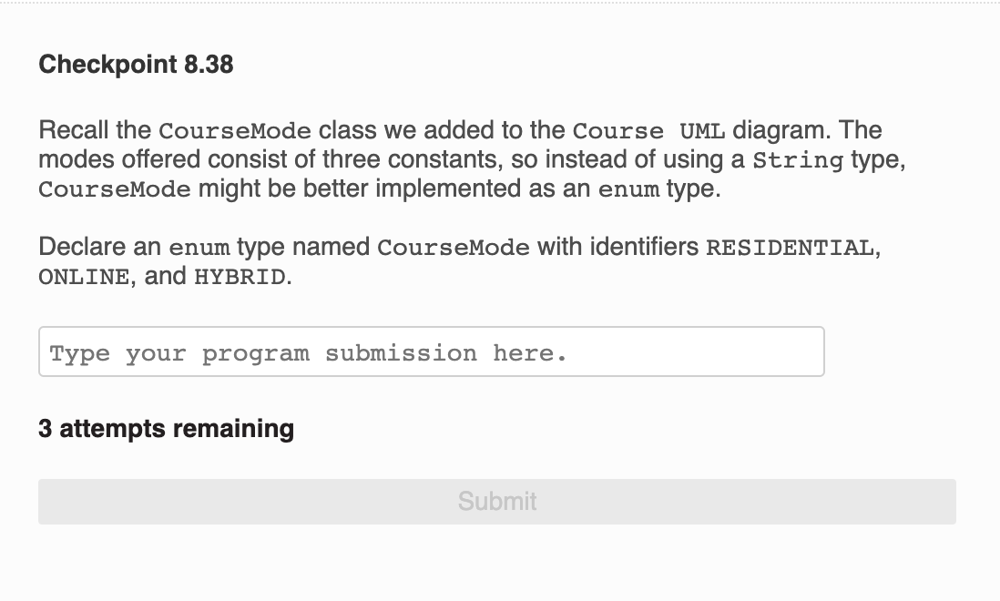 Checkpoint 8.38
Recall the CourseMode class we added to the Course UML diagram. The
modes offered consist of three constants, so instead of using a String type,
CourseMode might be better implemented as an enum type.
Declare an enum type named CourseMode with identifiers RESIDENTIAL,
ONLINE, and HYBRID.
Type your program submission here.
3 attempts remaining
Submit